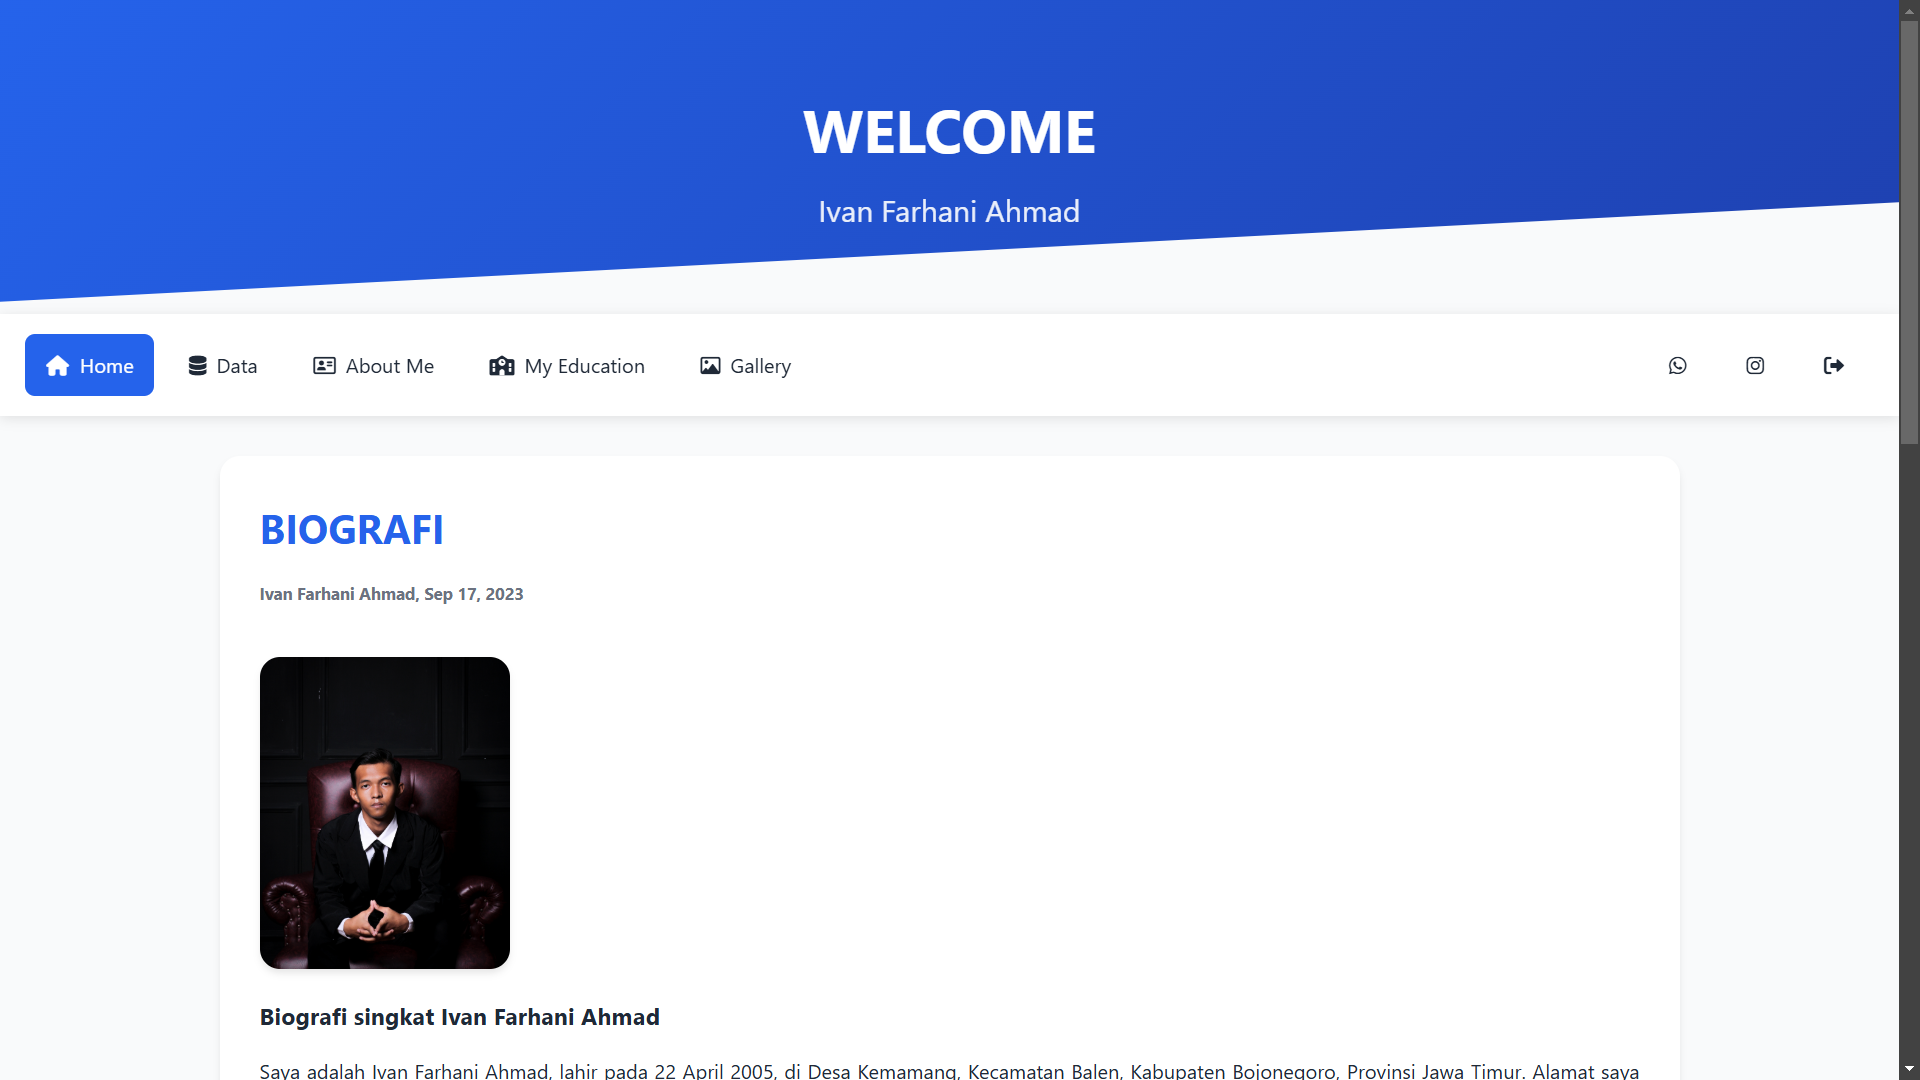 WELCOME
Ivan Farhani Ahmad
Home Data About Me My Education Gallery
BIOGRAFI
Ivan Farhani Ahmad, Sep 17, 2023
Biografi singkat Ivan Farhani Ahmad
Saya adalah Ivan Farhani Ahmad, lahir pada 22 April 2005, di Desa Kemamang, Kecamatan Balen, Kabupaten Bojonegoro, Provinsi Jawa Timur. Alamat saya